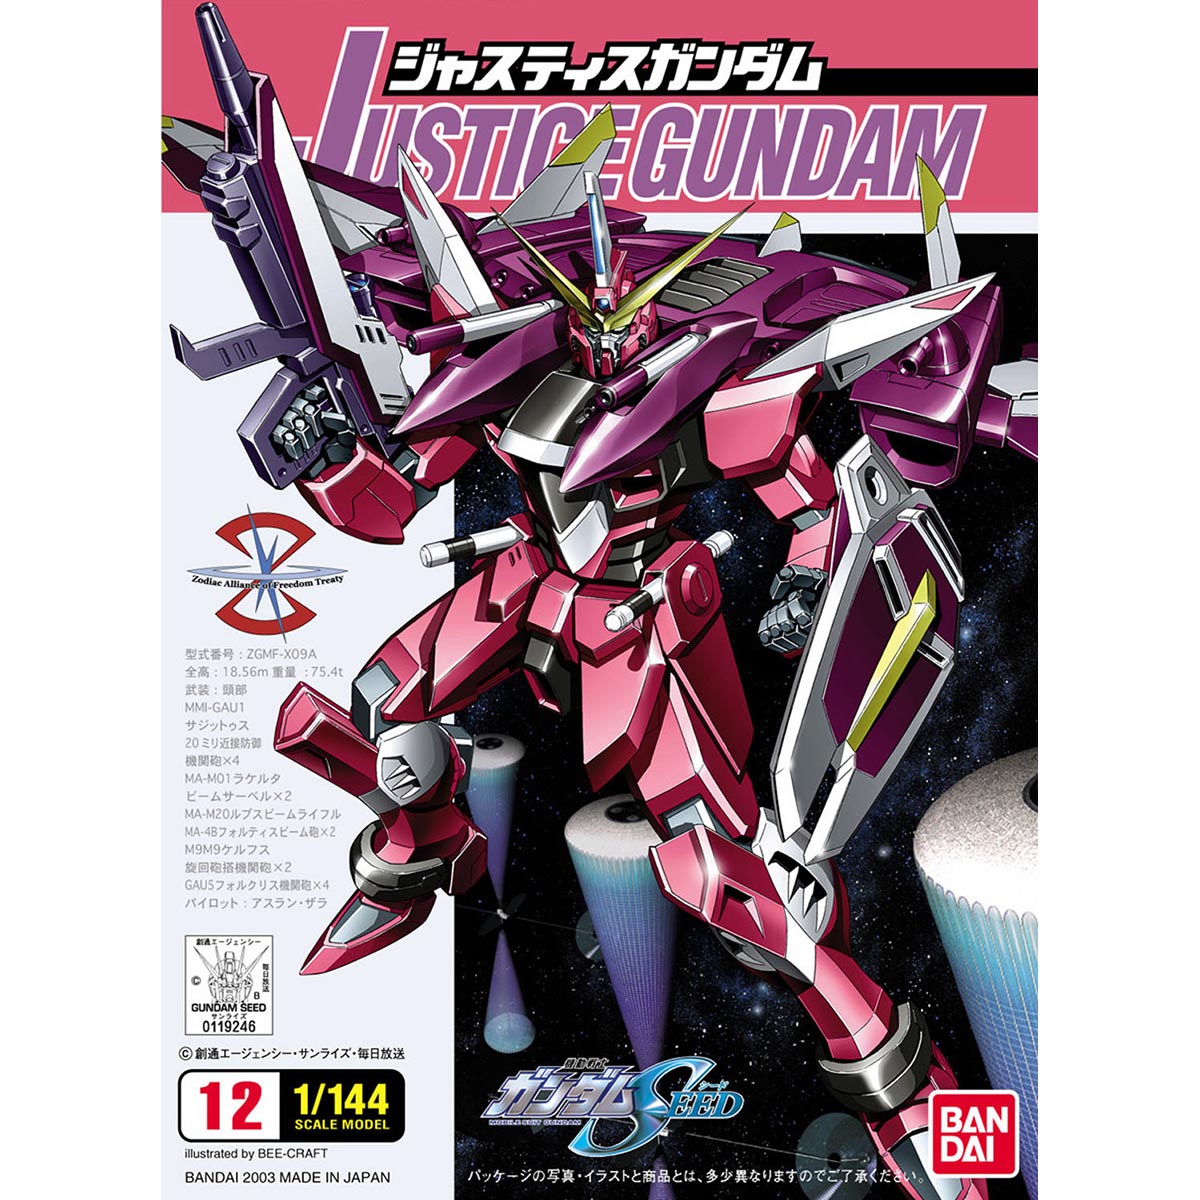 ジャスティスガンダム
JUSTICE GUNDAM
Zodiac Alliance of Freedom Treaty
型式番号：ZGMF-X09A
全高：18.56m 重量：75.4t
武装：頭部
MMI-GAU1
サジットゥス
20ミリ近接防御
機関砲×4
MA-M01ラケルタ
ビームサーベル×2
MA-M20ルプスビームライフル
MA-4Bフォルティスビーム砲×2
M9M9ケルフス
旋回砲搭機関砲×2
GAU5フォルクリス機関砲×4
パイロット：アスラン・ザラ
創通エージェンシー
毎日放送
© B
GUNDAM SEED
サンライズ
0119246
©創通エージェンシー・サンライズ・毎日放送
12 1/144
SCALE MODEL
illustrated by BEE-CRAFT
BANDAI 2003 MADE IN JAPAN
機動戦士
ガンダムSEED
シード
MOBILE SUIT GUNDAM
BAN
DAI
パッケージの写真・イラストと商品とは、多少異なりますのでご了承ください。